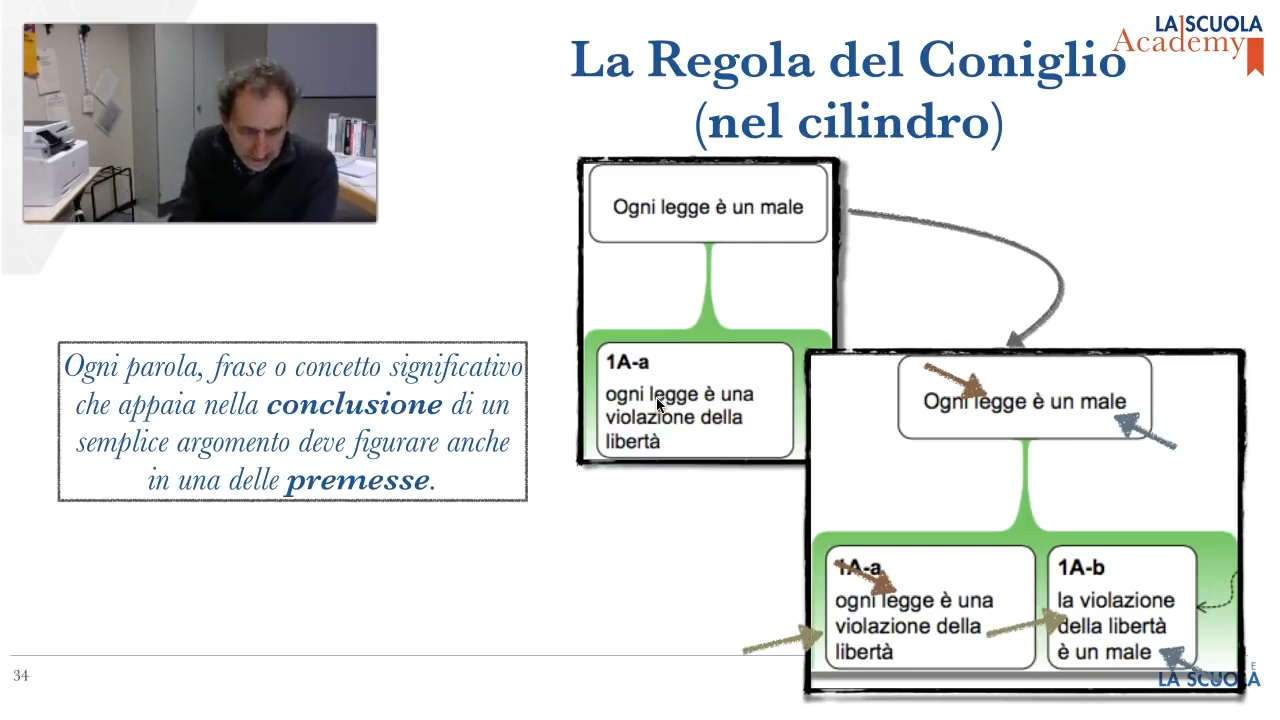 LA SCUOLA
Academy
La Regola del Coniglio
(nel cilindro)
Ogni legge è un male
1A-a
ogni legge è una
violazione della
libertà
Ogni parola, frase o concetto significativo
che appaia nella conclusione di un
semplice argomento deve figurare anche
in una delle premesse.
Ogni legge è un male
1A-a
ogni legge è una
violazione della
libertà
1A-b
la violazione
della libertà
è un male
34
LA SCUOLA